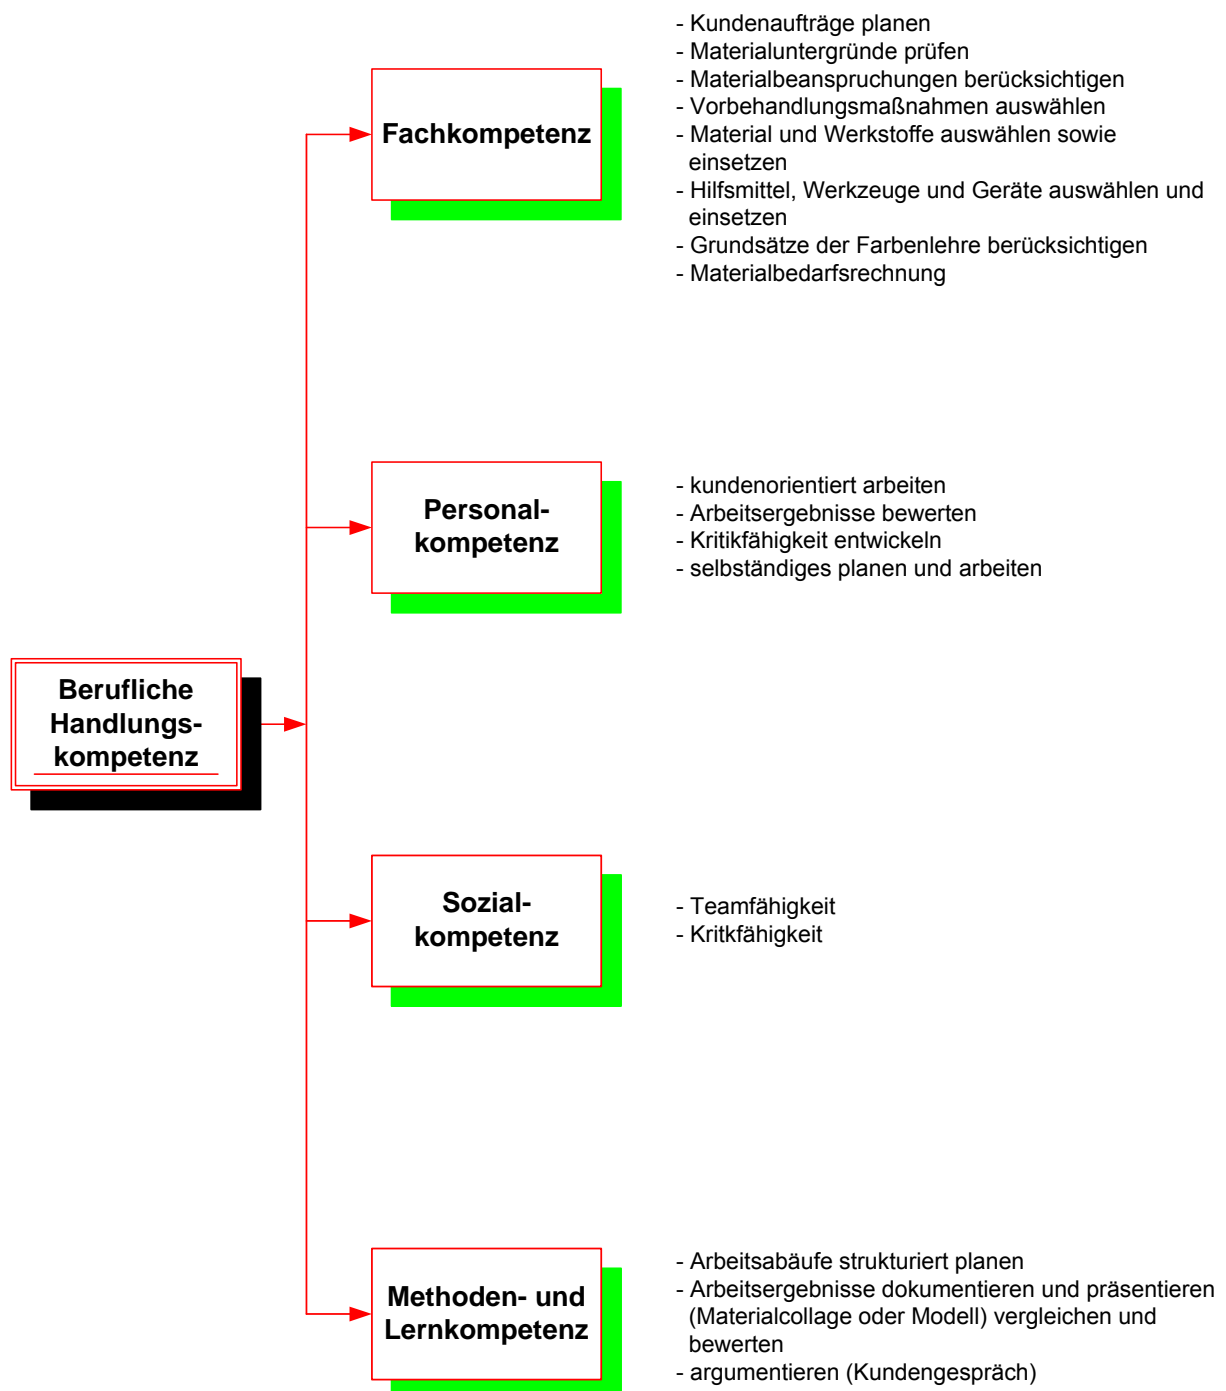 - Kundenaufträge planen
- Materialuntergründe prüfen
- Materialbeanspruchungen berücksichtigen
- Vorbehandlungsmaßnahmen auswählen
- Material und Werkstoffe auswählen sowie
einsetzen
- Hilfsmittel, Werkzeuge und Geräte auswählen und
einsetzen
- Grundsätze der Farbenlehre berücksichtigen
- Materialbedarfsrechnung
Fachkompetenz
Personal-
kompetenz
- kundenorientiert arbeiten
- Arbeitsergebnisse bewerten
- Kritikfähigkeit entwickeln
- selbständiges planen und arbeiten
Berufliche
Handlungs-
kompetenz
Sozial-
kompetenz
- Teamfähigkeit
- Kritkfähigkeit
Methoden- und
Lernkompetenz
- Arbeitsabäufe strukturiert planen
- Arbeitsergebnisse dokumentieren und präsentieren
(Materialcollage oder Modell) vergleichen und
bewerten
- argumentieren (Kundengespräch)